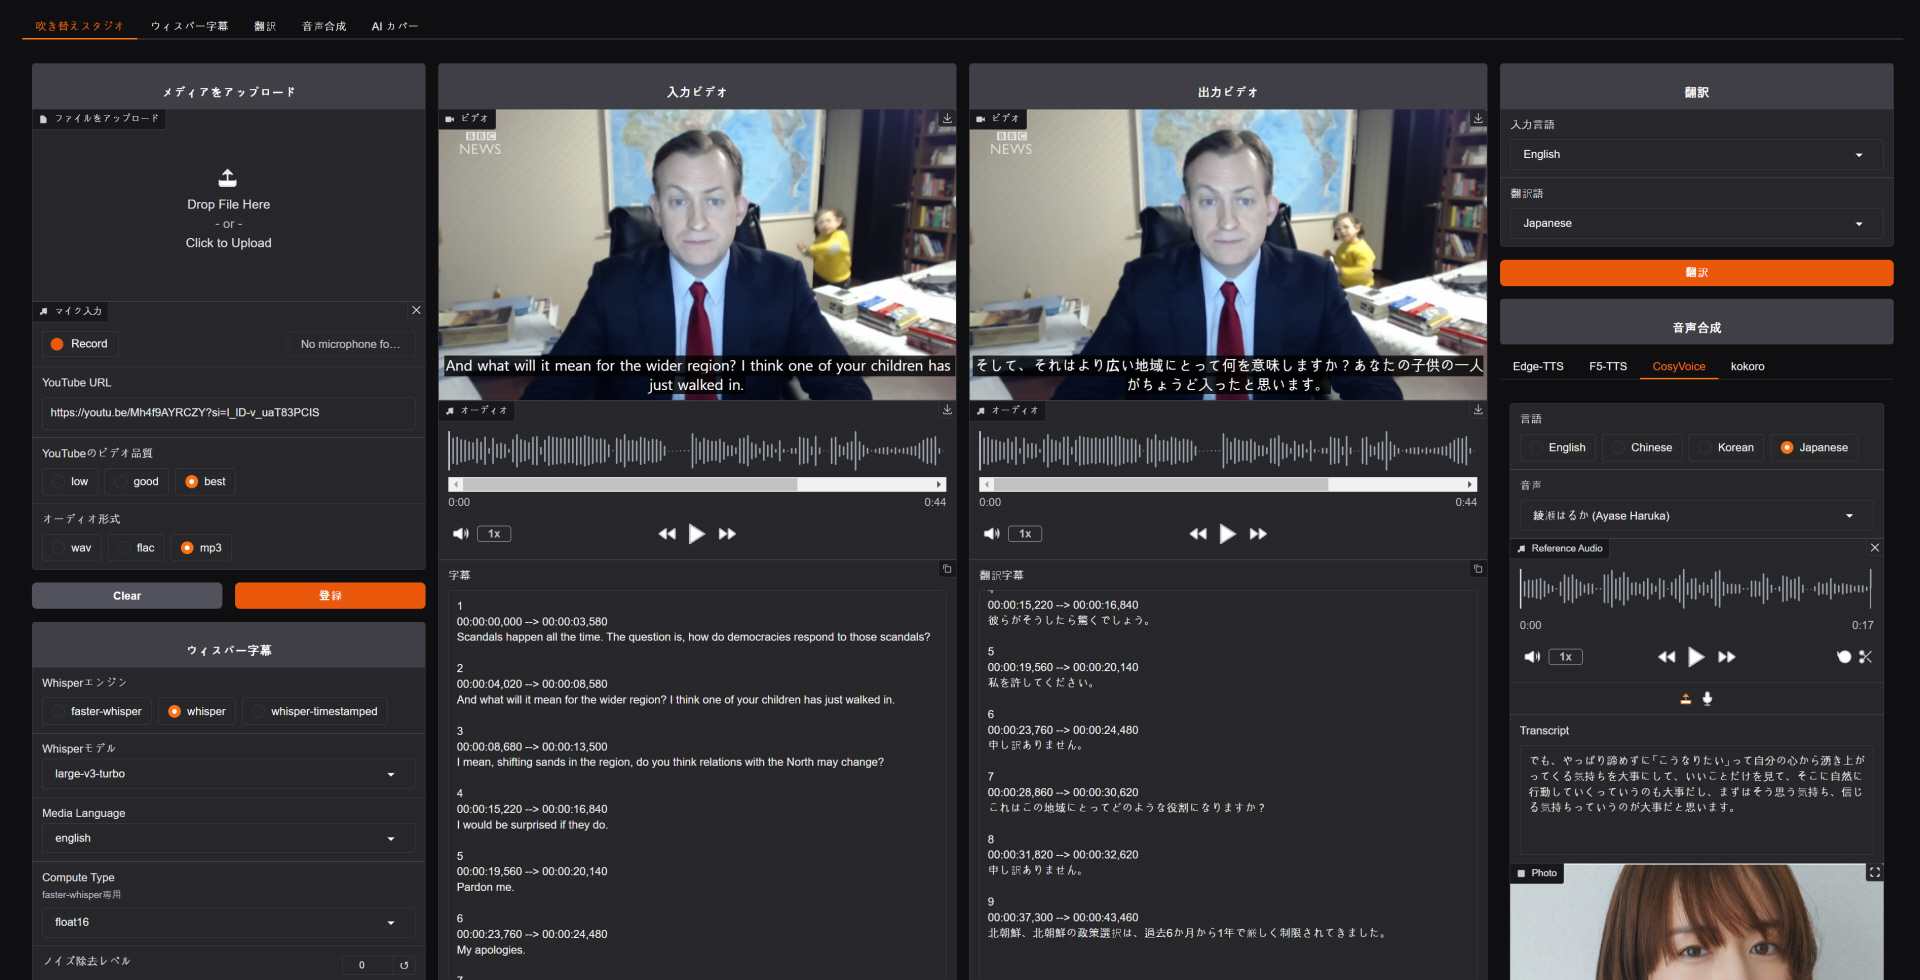 吹き替えスタジオ
ウィスパー字幕
翻訳
音声合成
AI カバー
メディアをアップロード
ファイルをアップロード
Drop File Here
- or -
Click to Upload
マイク入力
Record
No microphone fo...
YouTube URL
https://youtu.be/Mh4f9AYRCZY?si=I_ID-v_uaT83PCIS
YouTubeのビデオ品質
low
good
best
オーディオ形式
wav
flac
mp3
Clear
登録
ウィスパー字幕
Whisperエンジン
faster-whisper
whisper
whisper-timestamped
Whisperモデル
large-v3-turbo
Media Language
english
Compute Type
faster-whisper専用
float16
ノイズ除去レベル
0
入力ビデオ
ビデオ
BBC
NEWS
And what will it mean for the wider region? I think one of your children has
just walked in.
オーディオ
0:00
0:44
1x
字幕
1
00:00:00,000 --> 00:00:03,580
Scandals happen all the time. The question is, how do democracies respond to those scandals?
2
00:00:04,020 --> 00:00:08,580
And what will it mean for the wider region? I think one of your children has just walked in.
3
00:00:08,680 --> 00:00:13,500
I mean, shifting sands in the region, do you think relations with the North may change?
4
00:00:15,220 --> 00:00:16,840
I would be surprised if they do.
5
00:00:19,560 --> 00:00:20,140
Pardon me.
6
00:00:23,760 --> 00:00:24,480
My apologies.
出力ビデオ
ビデオ
BBC
NEWS
そして、それはより広い地域にとって何を意味しますか？あなたの子供の一人
がちょうど入ったと思います。
オーディオ
0:00
0:44
1x
翻訳字幕
00:00:15,220 --> 00:00:16,840
彼らがそうしたら驚くでしょう。
5
00:00:19,560 --> 00:00:20,140
私を許してください。
6
00:00:23,760 --> 00:00:24,480
申し訳ありません。
7
00:00:28,860 --> 00:00:30,620
これはこの地域にとってどのような役割になりますか？
8
00:00:31,820 --> 00:00:32,620
申し訳ありません。
9
00:00:37,300 --> 00:00:43,460
北朝鮮、北朝鮮の政策選択は、過去6か月から1年で厳しく制限されてきました。
翻訳
入力言語
English
翻訳語
Japanese
翻訳
音声合成
Edge-TTS
F5-TTS
CosyVoice
kokoro
言語
English
Chinese
Korean
Japanese
音声
綾瀬はるか (Ayase Haruka)
Reference Audio
0:00
0:17
1x
Transcript
でも、やっぱり諦めずに「こうなりたい」って自分の心から湧き上が
ってくる気持ちを大事にして、いいことだけを見て、そこに自然に
行動していくっていうのも大事だし、まずはそう思う気持ち、信じ
る気持ちっていうのが大事だと思います。
Photo